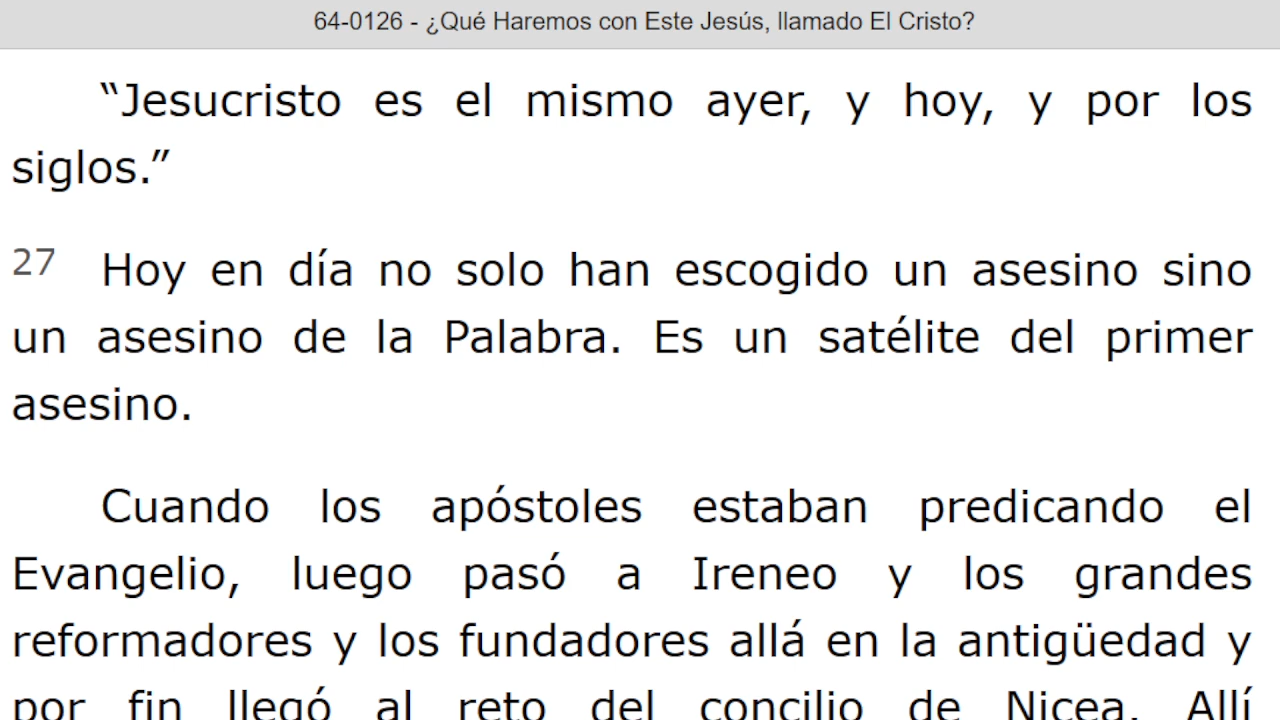 64-0126 - ¿Qué Haremos con Este Jesús, llamado El Cristo?
“Jesucristo es el mismo ayer, y hoy, y por los
siglos.”
27 Hoy en día no solo han escogido un asesino sino
un asesino de la Palabra. Es un satélite del primer
asesino.
Cuando los apóstoles estaban predicando el
Evangelio, luego pasó a Ireneo y los grandes
reformadores y los fundadores allá en la antigüedad y
por fin llegó al reto del concilio de Nicea. Allí